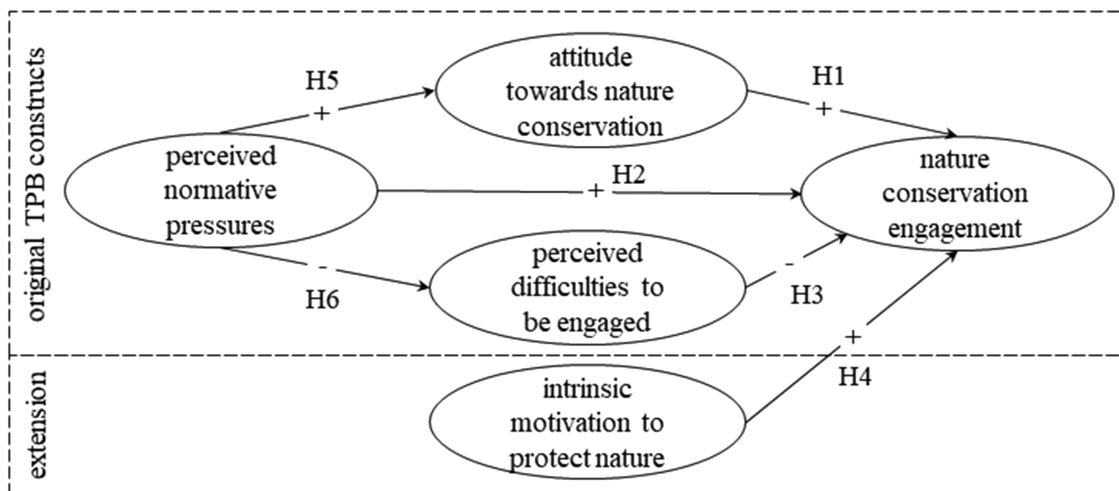 original TPB constructs
extension
H5
+
attitude
towards nature
conservation
H1
+
perceived
normative
pressures
H2
+
nature
conservation
engagement
-
H6
perceived
difficulties to
be engaged
-
H3
+
H4
intrinsic
motivation to
protect nature